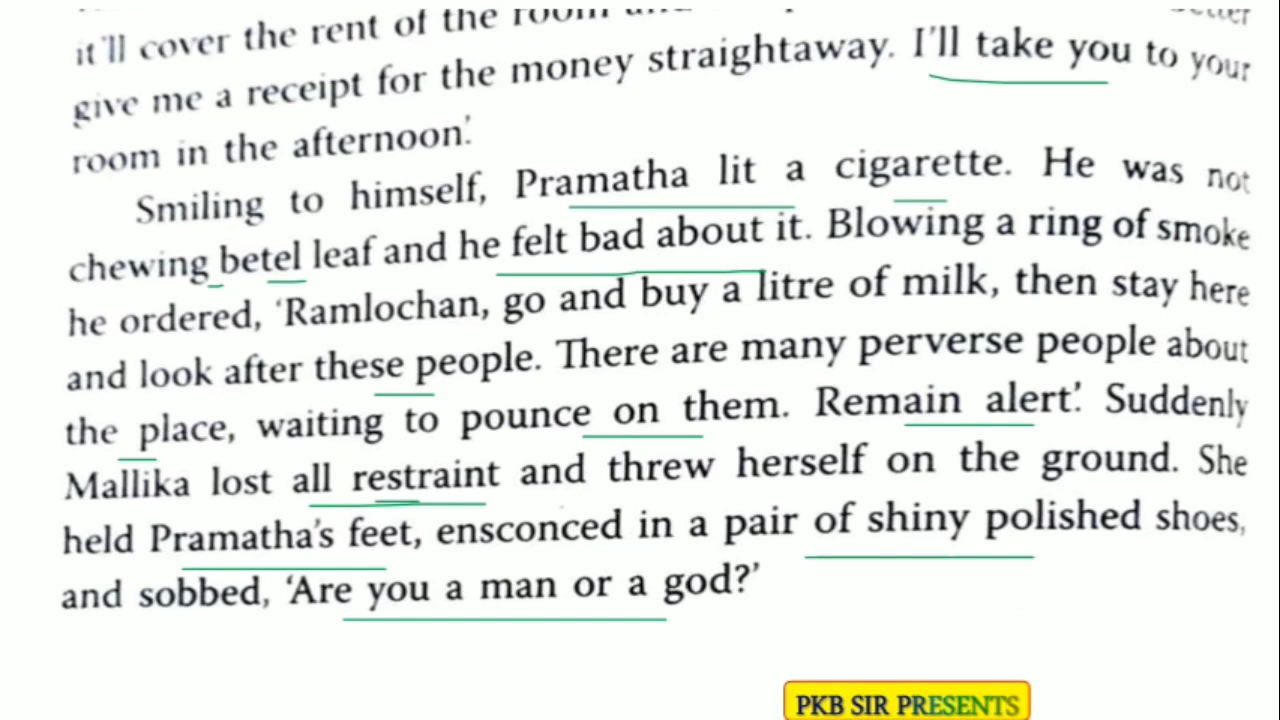 it'll cover the rent of the room
give me a receipt for the money straightaway. I'll take you to your
room in the afternoon.'
Smiling to himself, Pramatha lit a cigarette. He was not
chewing betel leaf and he felt bad about it. Blowing a ring of smoke
he ordered, 'Ramlochan, go and buy a litre of milk, then stay here
and look after these people. There are many perverse people about
the place, waiting to pounce on them. Remain alert.' Suddenly
Mallika lost all restraint and threw herself on the ground. She
held Pramatha's feet, ensconced in a pair of shiny polished shoes,
and sobbed, 'Are you a man or a god?'
PKB SIR PRESENTS